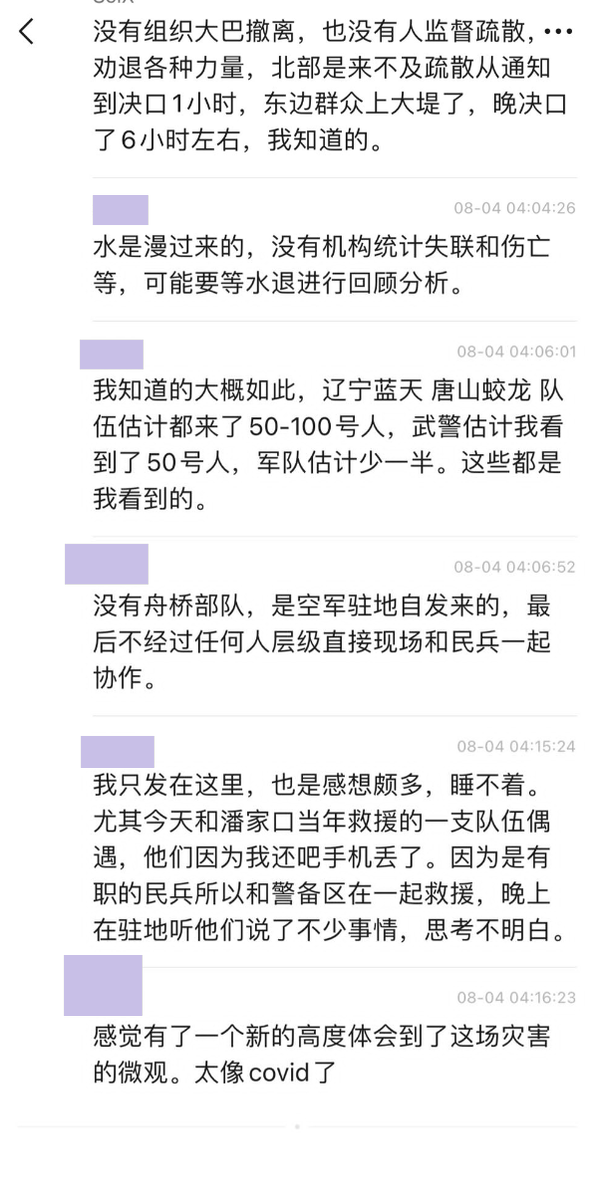 没有组织大巴撤离，也没有人监督疏散，
劝退各种力量，北部是来不及疏散从通知
到决口1小时，东边群众上大堤了，晚决口
了6小时左右，我知道的。
08-04 04:04:26
水是漫过来的，没有机构统计失联和伤亡
等，可能要等水退进行回顾分析。
08-04 04:06:01
我知道的大概如此，辽宁蓝天 唐山蛟龙 队
伍估计都来了50-100号人，武警估计我看
到了50号人，军队估计少一半。这些都是
我看到的。
08-04 04:06:52
没有舟桥部队，是空军驻地自发来的，最
后不经过任何人层级直接现场和民兵一起
协作。
08-04 04:15:24
我只发在这里，也是感想颇多，睡不着。
尤其今天和潘家口当年救援的一支队伍偶
遇，他们因为我还吧手机丢了。因为是有
职的民兵所以和警备区在一起救援，晚上
在驻地听他们说了不少事情，思考不明白。
08-04 04:16:23
感觉有了一个新的高度体会到了这场灾害
的微观。太像covid了